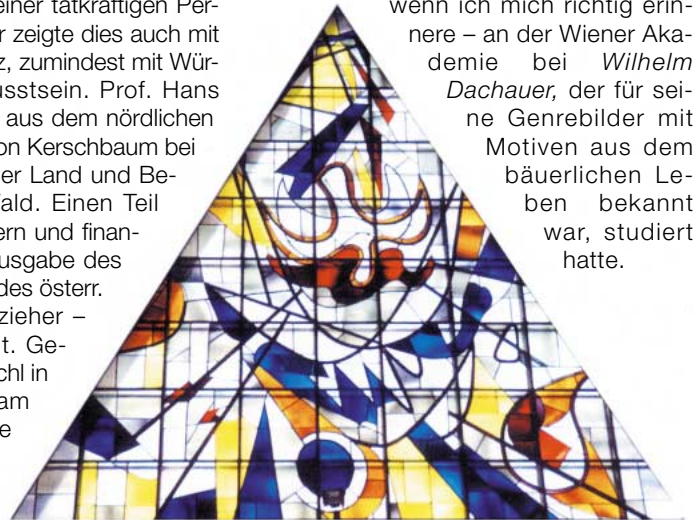 einer tatkräftigen Per-
r zeigte dies auch mit
z, zumindest mit Wür-
usstsein. Prof. Hans
aus dem nördlichen
on Kerschbaum bei
er Land und Be-
ald. Einen Teil
ern und finan-
usgabe des
des österr.
zieher –
t. Ge-
chl in
am
e
wenn ich mich richtig erin-
nere – an der Wiener Aka-
demie bei Wilhelm
Dachauer, der für sei-
ne Genrebilder mit
Motiven aus dem
bäuerlichen Le-
ben bekannt
war, studiert
hatte.